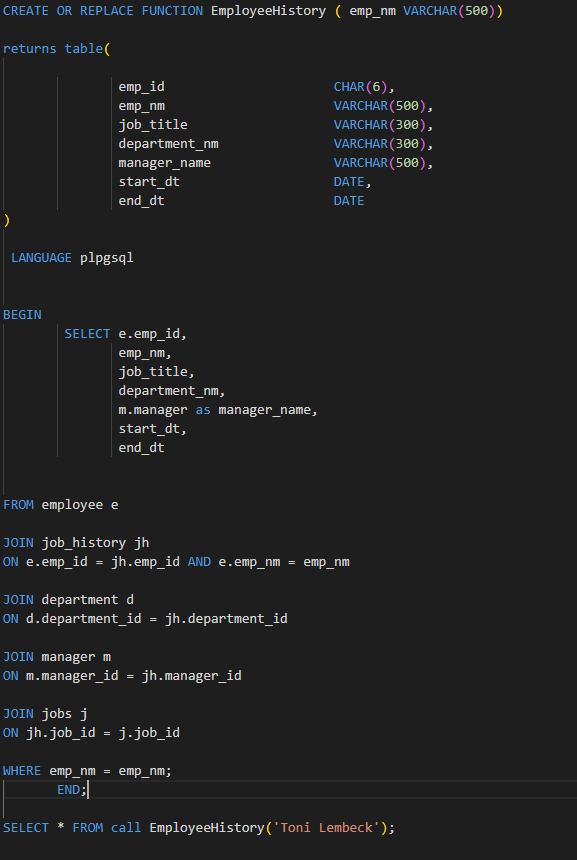 CREATE OR REPLACE FUNCTION EmployeeHistory ( emp_nm VARCHAR(500))
returns table(
emp_id CHAR(6),
emp_nm VARCHAR(500),
job_title VARCHAR(300),
department_nm VARCHAR(300),
manager_name VARCHAR(500),
start_dt DATE,
end_dt DATE
)
LANGUAGE plpgsql
BEGIN
SELECT e.emp_id,
emp_nm,
job_title,
department_nm,
m.manager as manager_name,
start_dt,
end_dt
FROM employee e
JOIN job_history jh
ON e.emp_id = jh.emp_id AND e.emp_nm = emp_nm
JOIN department d
ON d.department_id = jh.department_id
JOIN manager m
ON m.manager_id = jh.manager_id
JOIN jobs j
ON jh.job_id = j.job_id
WHERE emp_nm = emp_nm;
END;
SELECT * FROM call EmployeeHistory('Toni Lembeck');